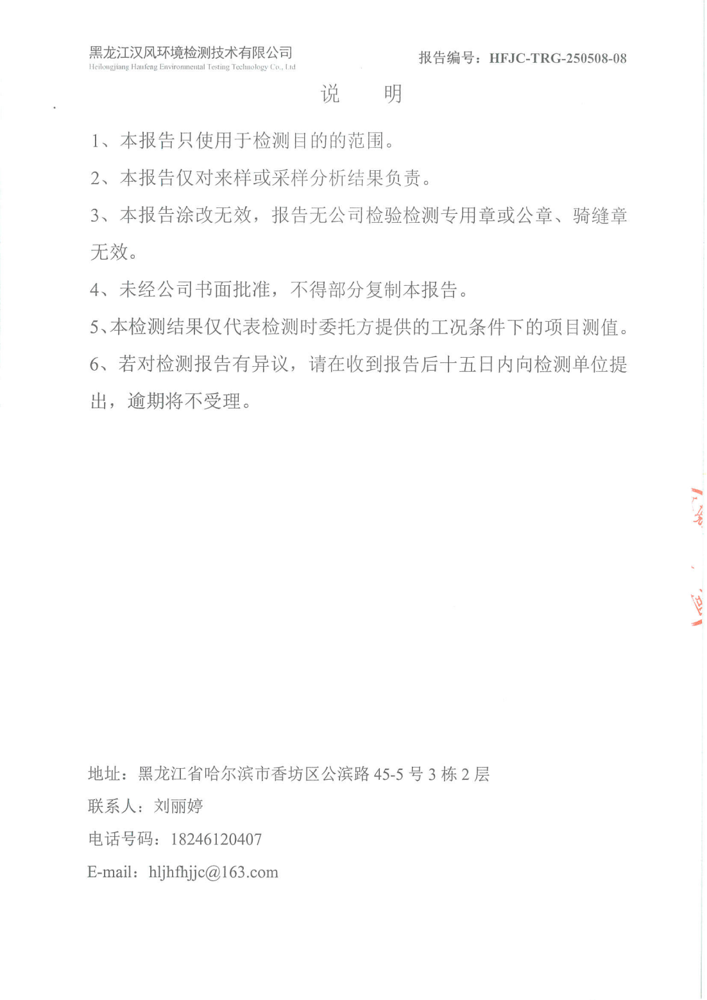 黑龙江汉风环境检测技术有限公司
Heilongjiang Hanfeng Environmental Testing Technology Co., Ltd
报告编号：HFJC-TRG-250508-08
说 明
1、本报告只使用于检测目的的范围。
2、本报告仅对来样或采样分析结果负责。
3、本报告涂改无效，报告无公司检验检测专用章或公章、骑缝章
无效。
4、未经公司书面批准，不得部分复制本报告。
5、本检测结果仅代表检测时委托方提供的工况条件下的项目测值。
6、若对检测报告有异议，请在收到报告后十五日内向检测单位提
出，逾期将不受理。
地址：黑龙江省哈尔滨市香坊区公滨路 45-5 号 3 栋 2 层
联系人：刘丽婷
电话号码：18246120407
E-mail：hljhfhjjc@163.com